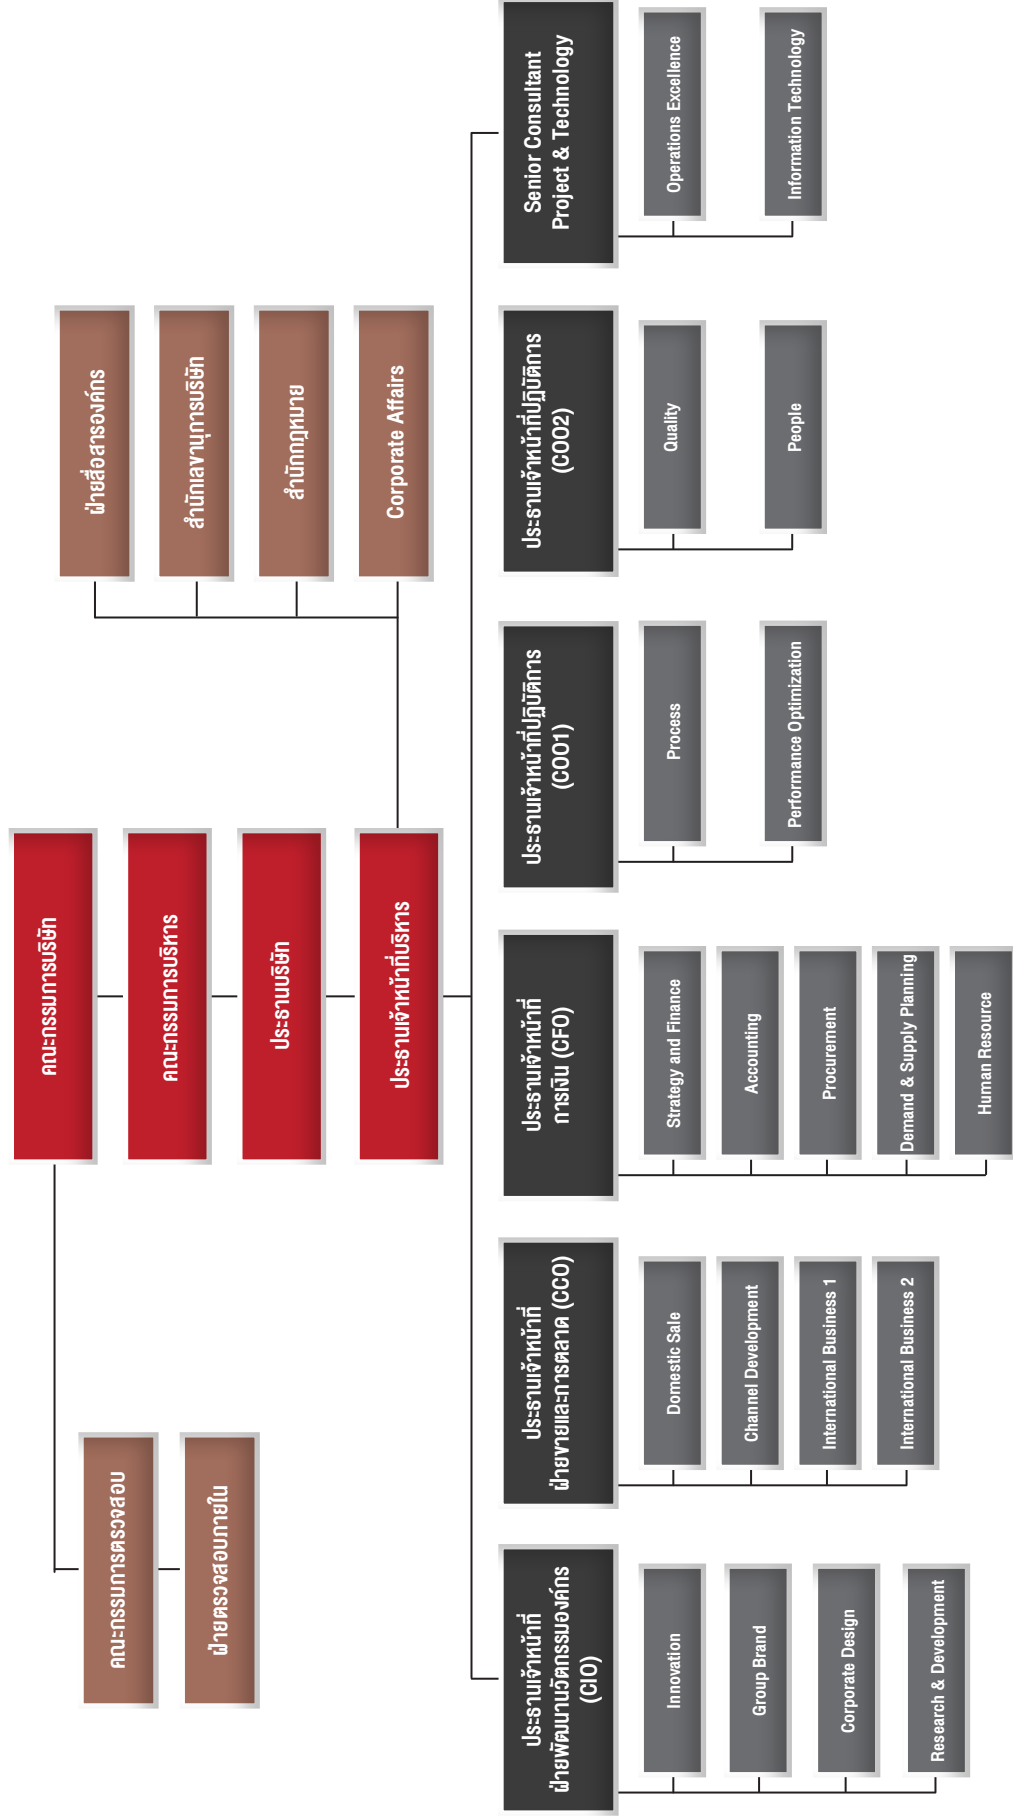 คณะกรรมการบริษัท
คณะกรรมการบริหาร
ประธานบริษัท
ประธานเจ้าหน้าที่บริหาร
คณะกรรมการตรวจสอบ
ฝ่ายตรวจสอบภายใน
ฝ่ายสื่อสารองค์กร
สำนักเลขานุการบริษัท
สำนักกฎหมาย
Corporate Affairs
ประธานเจ้าหน้าที่
ฝ่ายพัฒนานวัตกรรมองค์กร
(CIO)
Innovation
Group Brand
Corporate Design
Research & Development
ประธานเจ้าหน้าที่
ฝ่ายขายและการตลาด (CCO)
Domestic Sale
Channel Development
International Business 1
International Business 2
ประธานเจ้าหน้าที่
การเงิน (CFO)
Strategy and Finance
Accounting
Procurement
Demand & Supply Planning
Human Resource
ประธานเจ้าหน้าที่ปฏิบัติการ
(COO1)
Process
Performance Optimization
ประธานเจ้าหน้าที่ปฏิบัติการ
(COO2)
Quality
People
Senior Consultant
Project & Technology
Operations Excellence
Information Technology